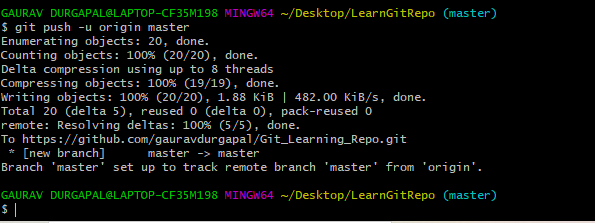 GAURAV DURGAPAL@LAPTOP-CF35M198 MINGW64 ~/Desktop/LearnGitRepo (master)
$ git push -u origin master
Enumerating objects: 20, done.
Counting objects: 100% (20/20), done.
Delta compression using up to 8 threads
Compressing objects: 100% (19/19), done.
Writing objects: 100% (20/20), 1.88 KiB | 482.00 KiB/s, done.
Total 20 (delta 5), reused 0 (delta 0), pack-reused 0
remote: Resolving deltas: 100% (5/5), done.
To https://github.com/gauravdurgapal/Git_Learning_Repo.git
 * [new branch]      master -> master
Branch 'master' set up to track remote branch 'master' from 'origin'.
GAURAV DURGAPAL@LAPTOP-CF35M198 MINGW64 ~/Desktop/LearnGitRepo (master)
$